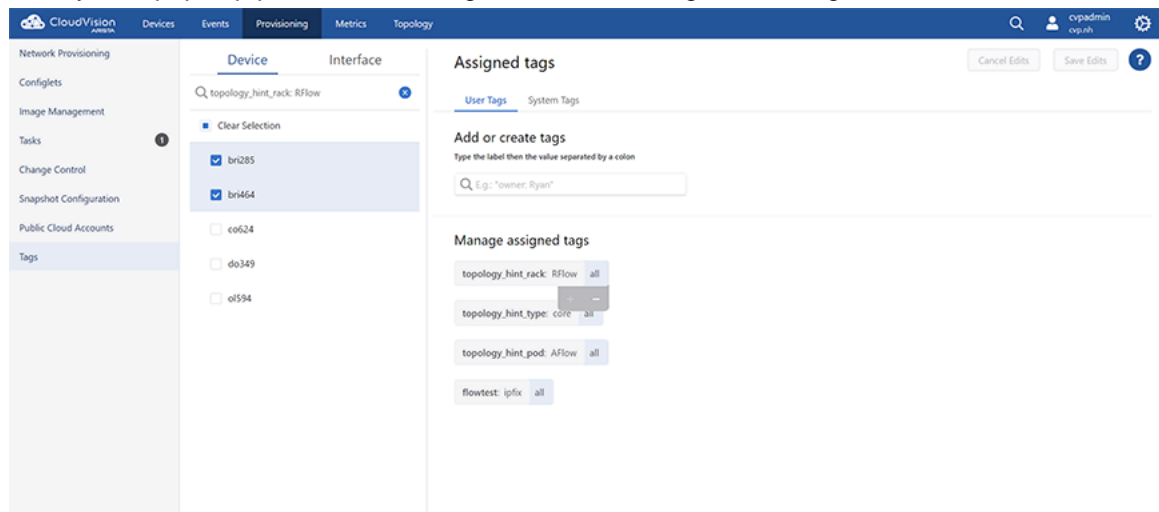 CloudVision
ARISTA
Devices
Events
Provisioning
Metrics
Topology
cvpadmin
cvp.nh
Network Provisioning
Configlets
Image Management
Tasks
1
Change Control
Snapshot Configuration
Public Cloud Accounts
Tags
Device
Interface
topology_hint_rack: RFlow
Clear Selection
bri285
bri464
co624
do349
ol594
Assigned tags
Cancel Edits
Save Edits
?
User Tags
System Tags
Add or create tags
Type the label then the value separated by a colon
E.g.: "owner: Ryan"
Manage assigned tags
topology_hint_rack: RFlow all
+ −
topology_hint_type: core all
topology_hint_pod: AFlow all
flowtest: ipfix all